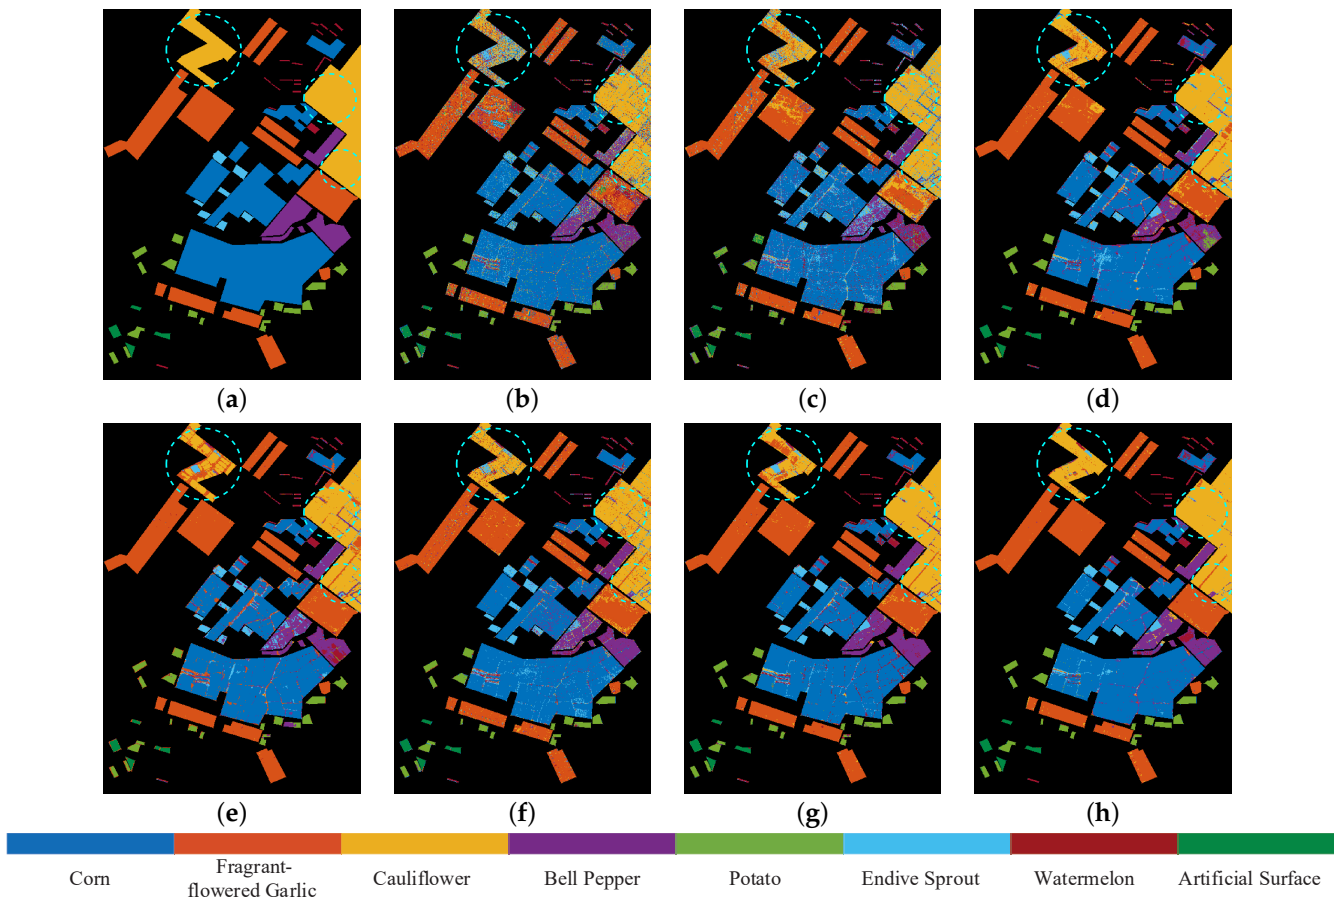 (a) (b) (c) (d)
(e) (f) (g) (h)
Corn
Fragrant-
flowered Garlic
Cauliflower
Bell Pepper
Potato
Endive Sprout
Watermelon
Artificial Surface